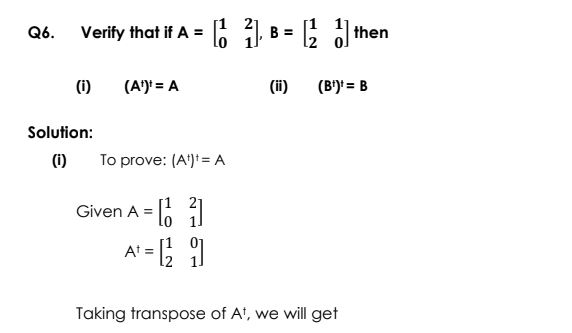 Q6. Verify that if A = [1 2; 0 1], B = [1 1; 2 0] then
(i) (Aᵗ)ᵗ = A (ii) (Bᵗ)ᵗ = B
Solution:
(i) To prove: (Aᵗ)ᵗ = A
Given A = [1 2; 0 1]
Aᵗ = [1 0; 2 1]
Taking transpose of Aᵗ, we will get